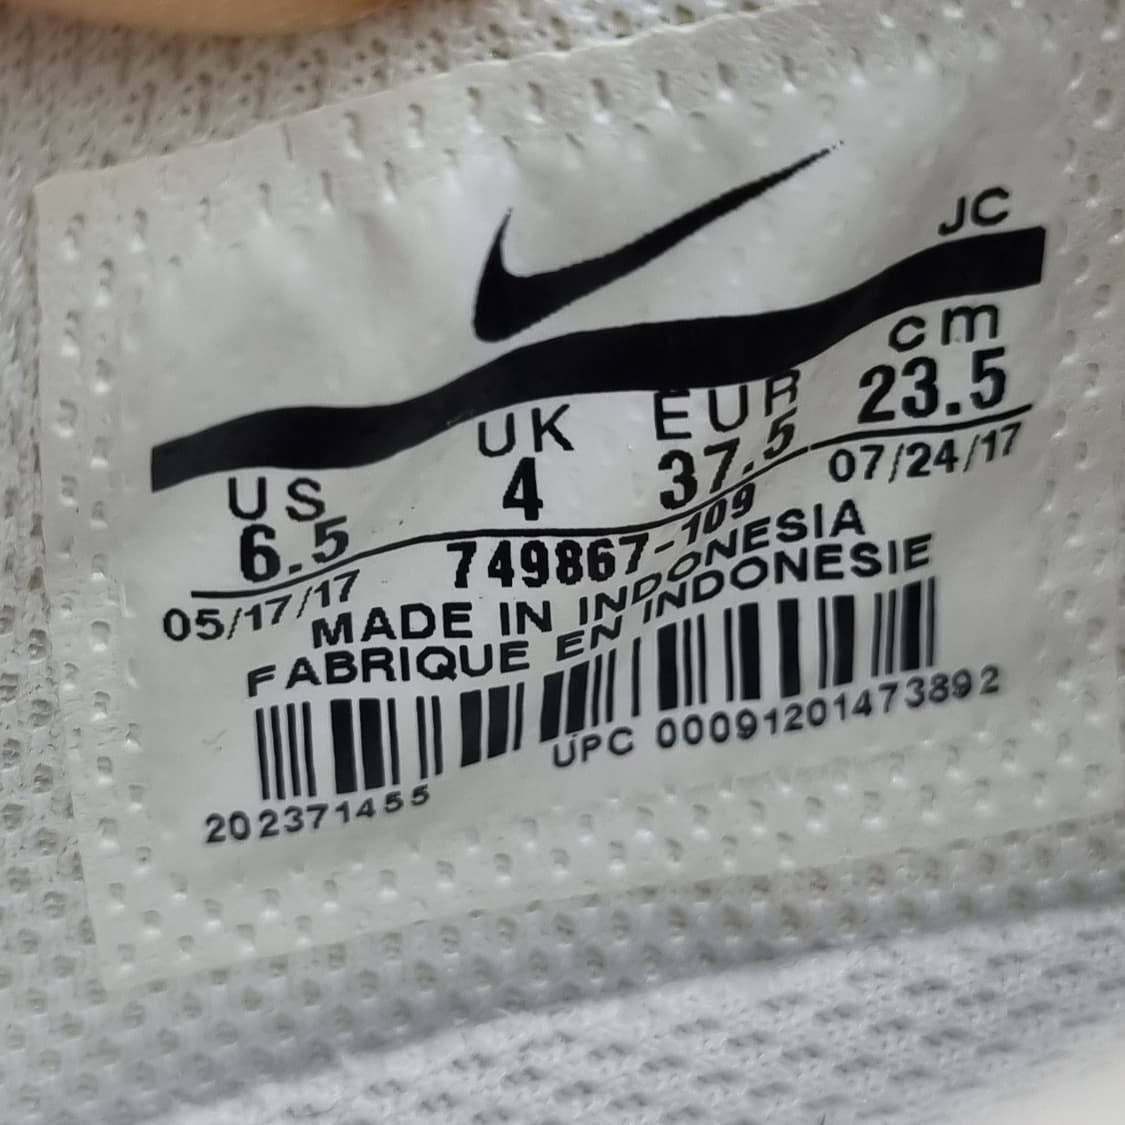 JC
US UK EUR cm
6.5 4 37.5 23.5
05/17/17 749867-109 07/24/17
MADE IN INDONESIA
FABRIQUE EN INDONESIE
UPC 00091201473892
202371455